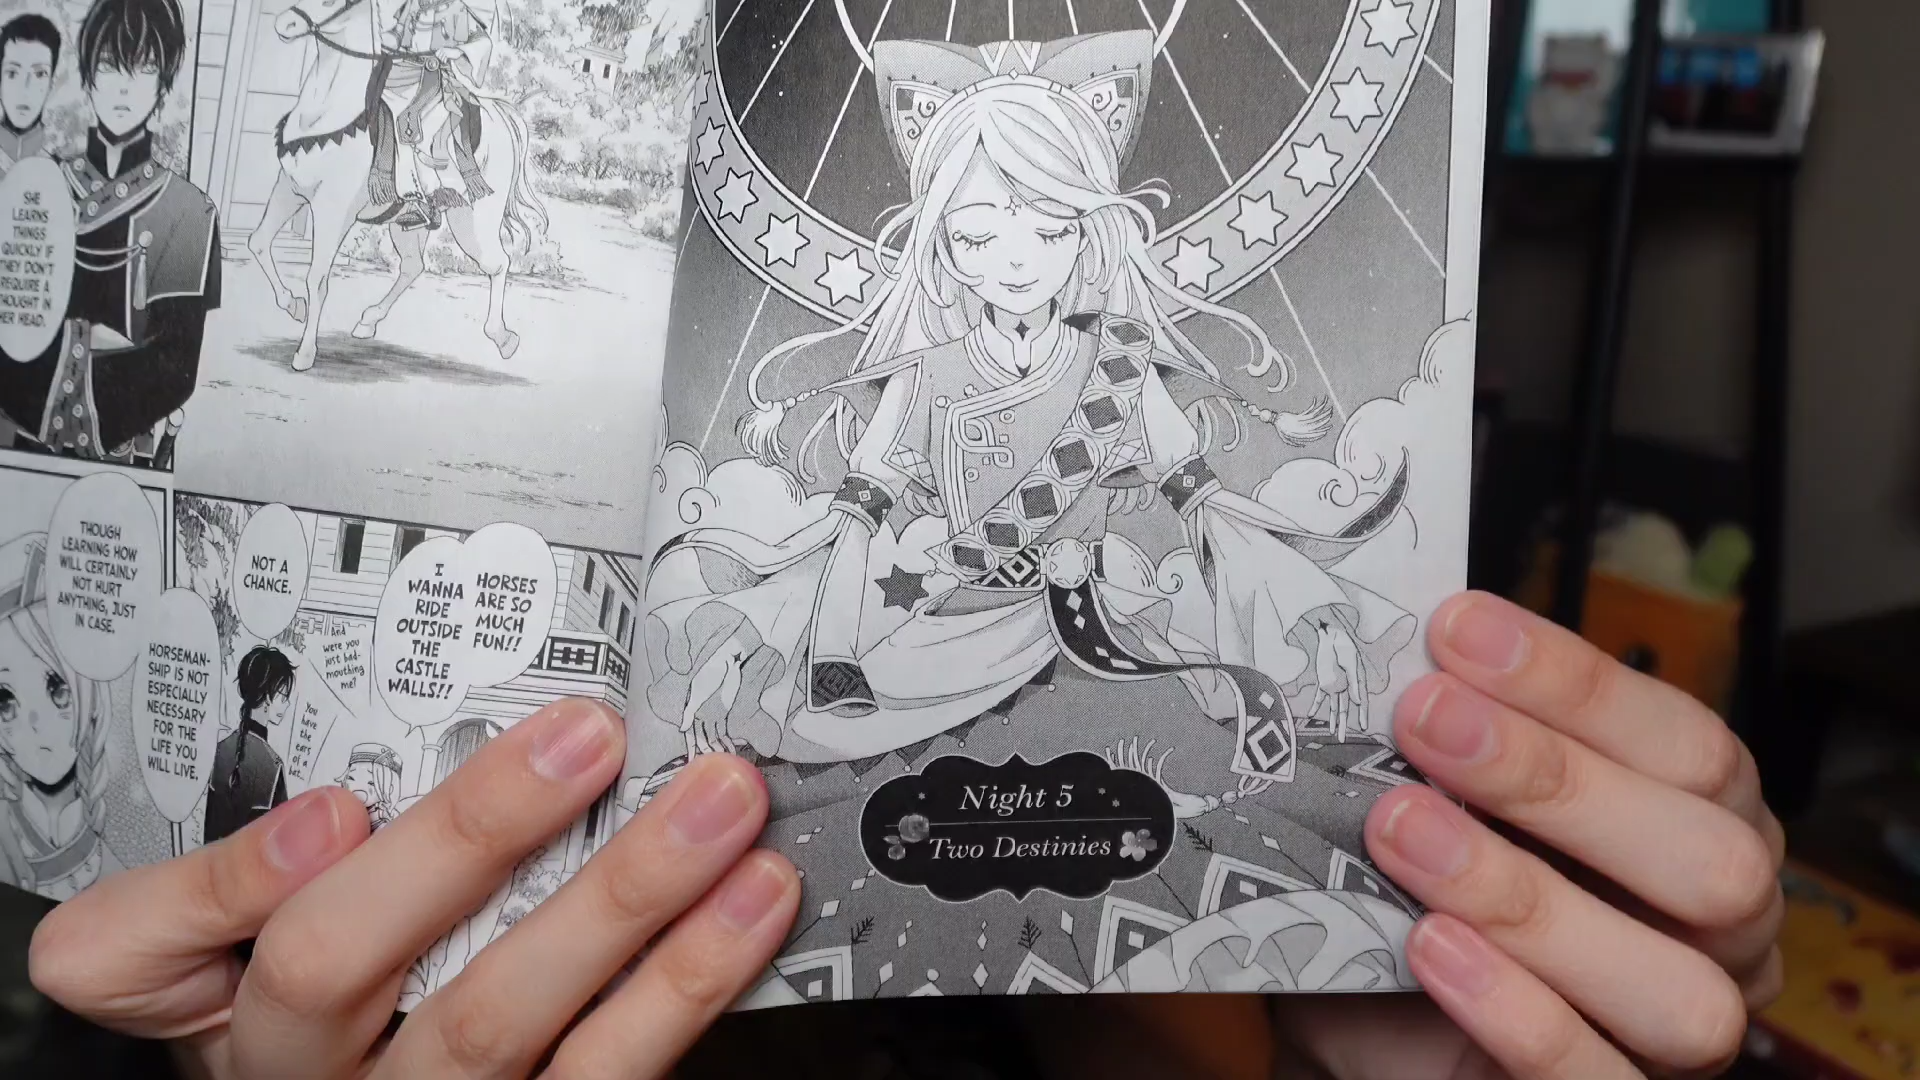 SHE
LEARNS
THINGS
QUICKLY IF
THEY DON'T
REQUIRE A
THOUGHT IN
HER HEAD.
HORSES
ARE SO
MUCH
FUN!!
I
WANNA
RIDE
OUTSIDE
THE
CASTLE
WALLS!!
NOT A
CHANCE.
And
were you
just bad-
mouthing
me?
You
have
the
ears
of a
bat...
THOUGH
LEARNING HOW
WILL CERTAINLY
NOT HURT
ANYTHING, JUST
IN CASE.
HORSEMAN-
SHIP IS NOT
ESPECIALLY
NECESSARY
FOR THE
LIFE YOU
WILL LIVE,
Night 5
Two Destinies